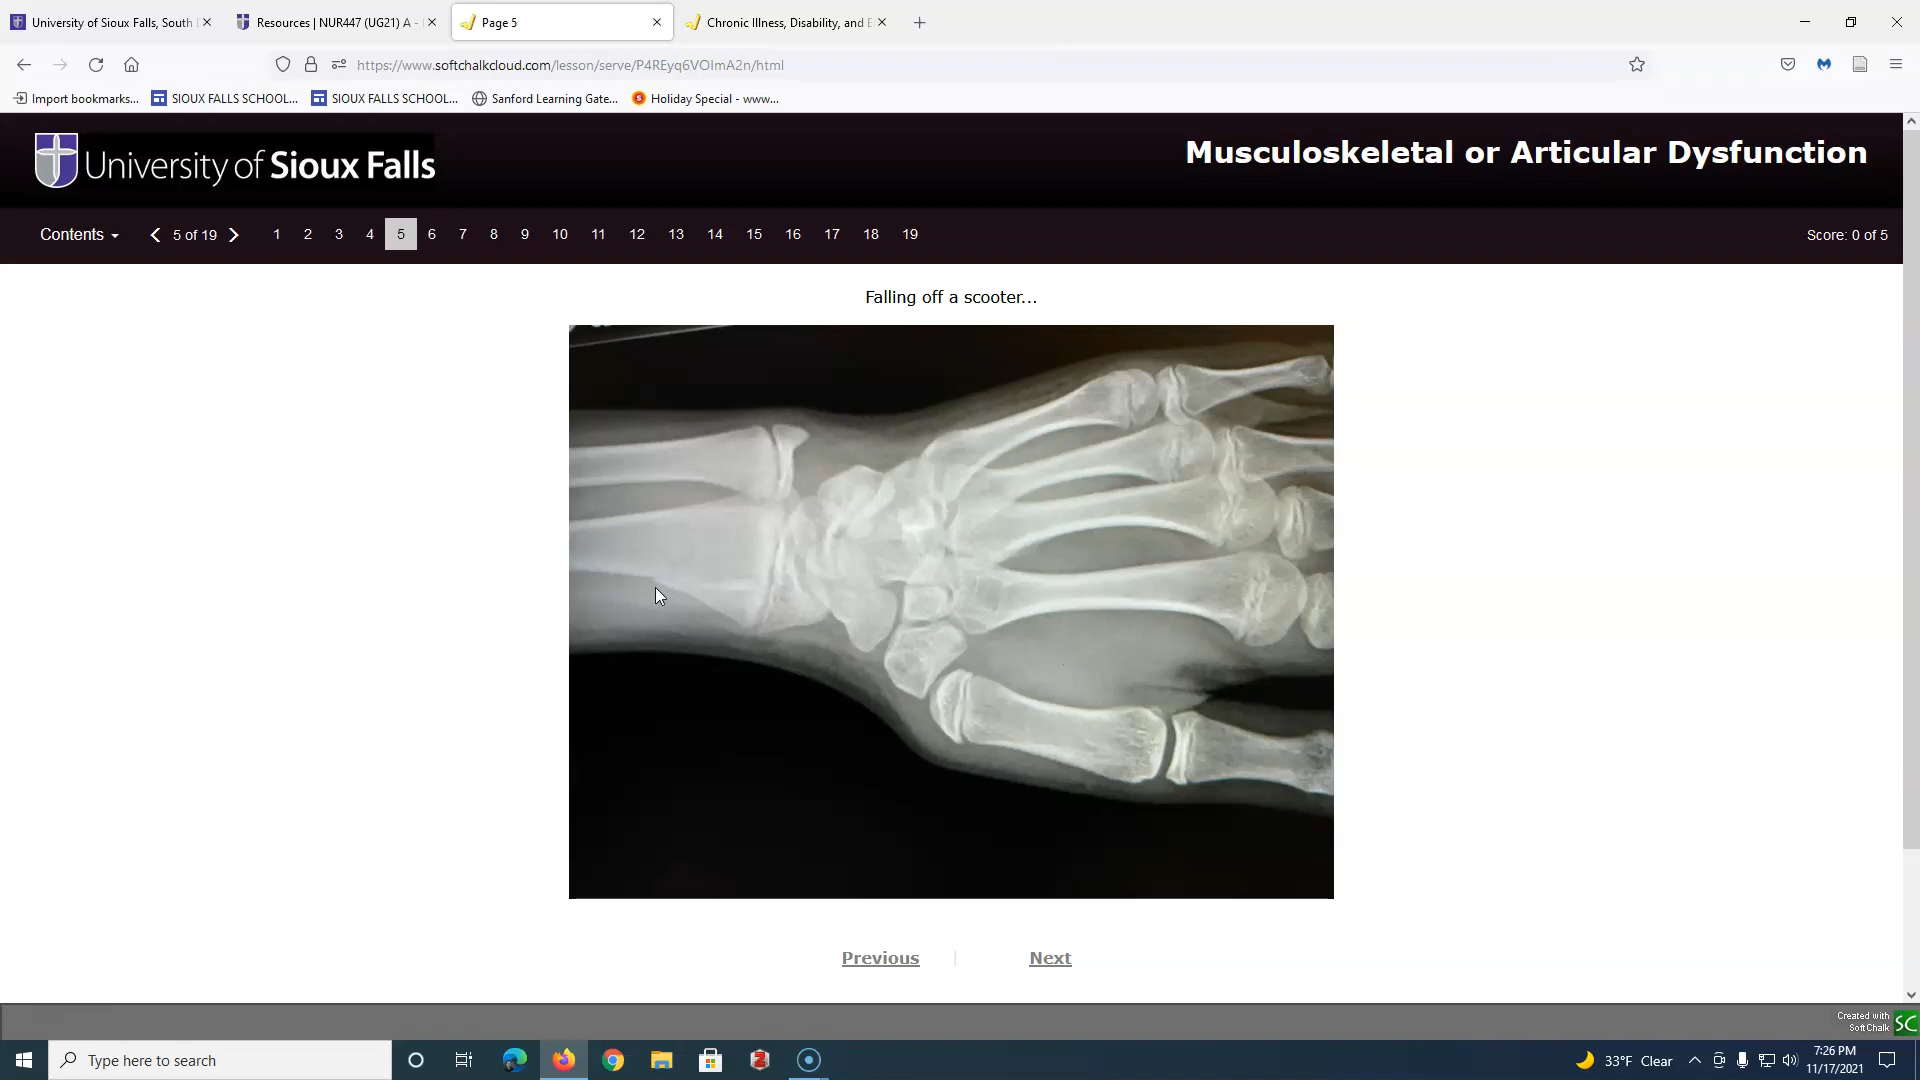 University of Sioux Falls, South
Resources | NUR447 (UG21) A -
Page 5
Chronic Illness, Disability, and E
https://www.softchalkcloud.com/lesson/serve/P4REyq6VOImA2n/html
Import bookmarks...
SIOUX FALLS SCHOOL...
SIOUX FALLS SCHOOL...
Sanford Learning Gate...
Holiday Special - www...
University of Sioux Falls
Musculoskeletal or Articular Dysfunction
Contents
5 of 19
1 2 3 4 5 6 7 8 9 10 11 12 13 14 15 16 17 18 19
Score: 0 of 5
Falling off a scooter...
Previous | Next
Created with
SoftChalk
SC
Type here to search
33°F Clear
7:26 PM
11/17/2021